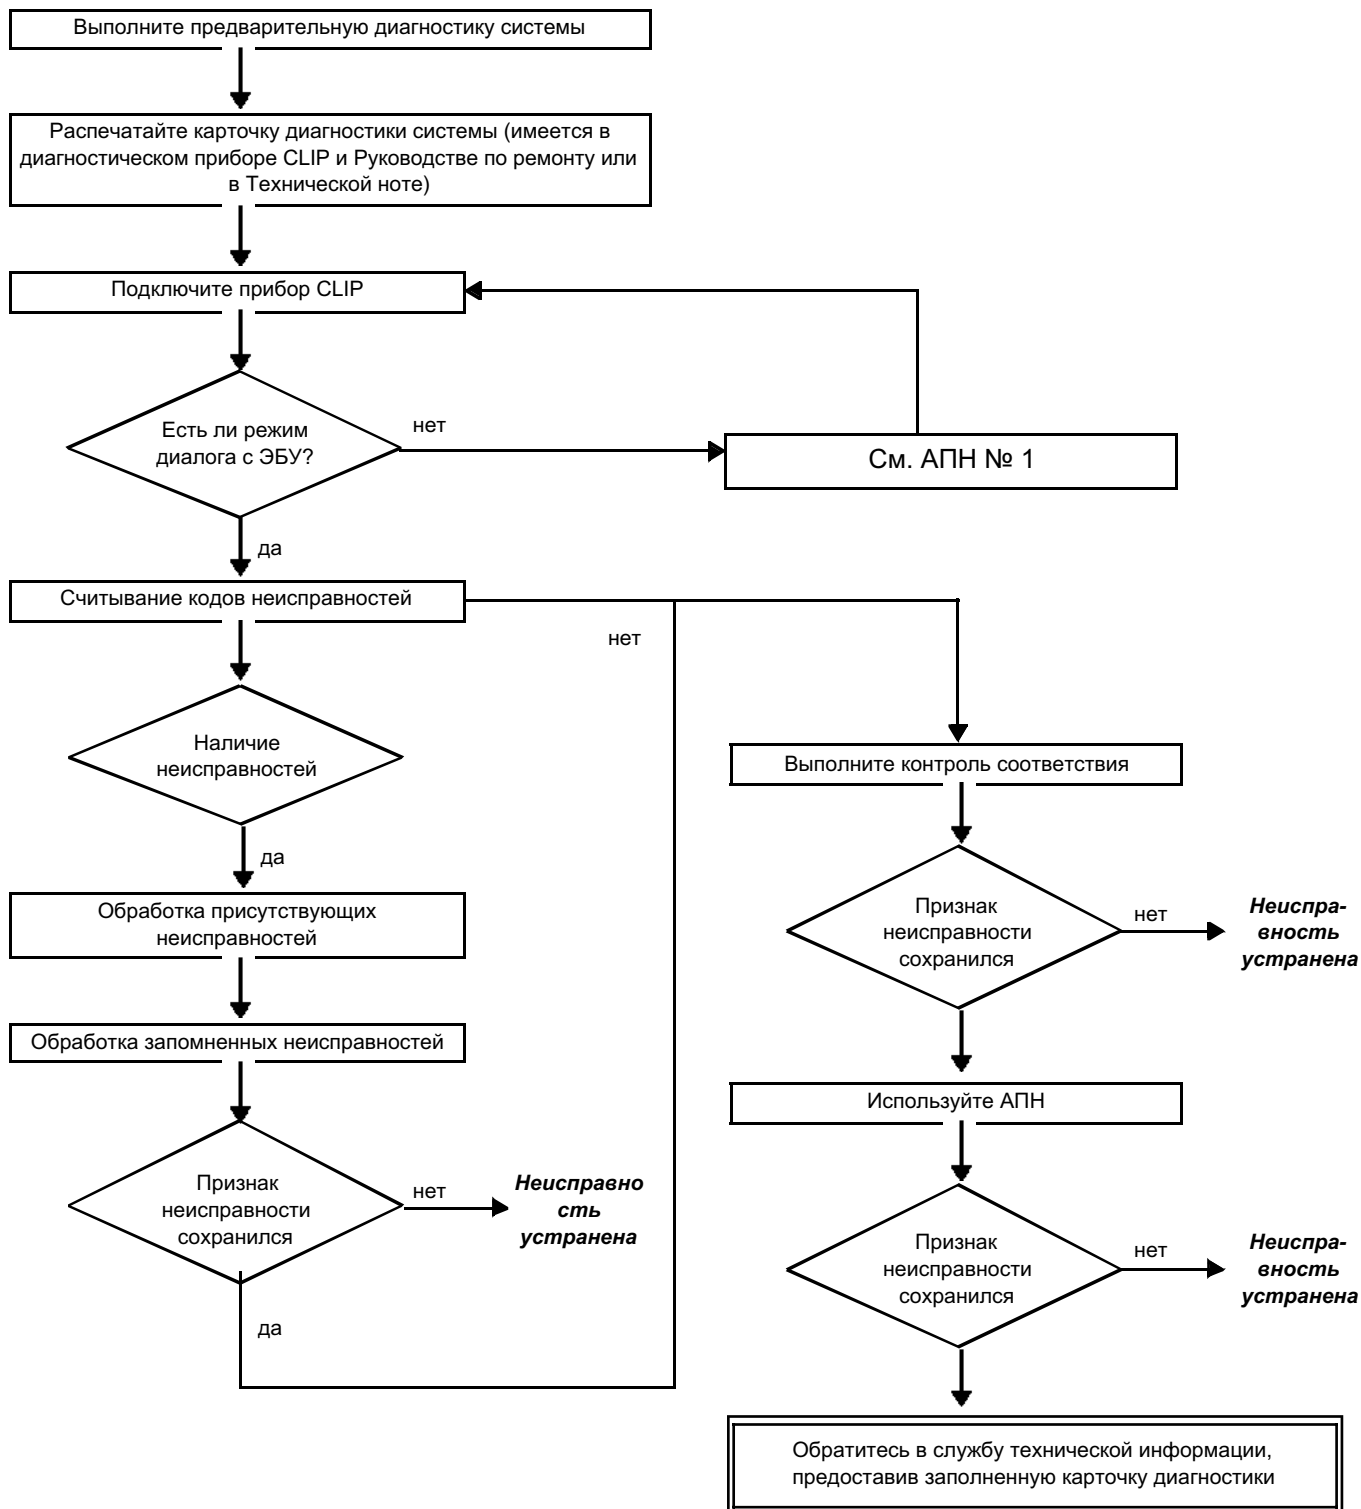 Выполните предварительную диагностику системы
Распечатайте карточку диагностики системы (имеется в
диагностическом приборе CLIP и Руководстве по ремонту или
в Технической ноте)
Подключите прибор CLIP
Есть ли режим
диалога с ЭБУ?
нет
См. АПН № 1
да
Считывание кодов неисправностей
нет
Наличие
неисправностей
да
Обработка присутствующих
неисправностей
Обработка запомненных неисправностей
Признак
неисправности
сохранился
нет
Неисправно
сть
устранена
да
Выполните контроль соответствия
Признак
неисправности
сохранился
нет
Неиспра-
вность
устранена
Используйте АПН
Признак
неисправности
сохранился
нет
Неиспра-
вность
устранена
Обратитесь в службу технической информации,
предоставив заполненную карточку диагностики